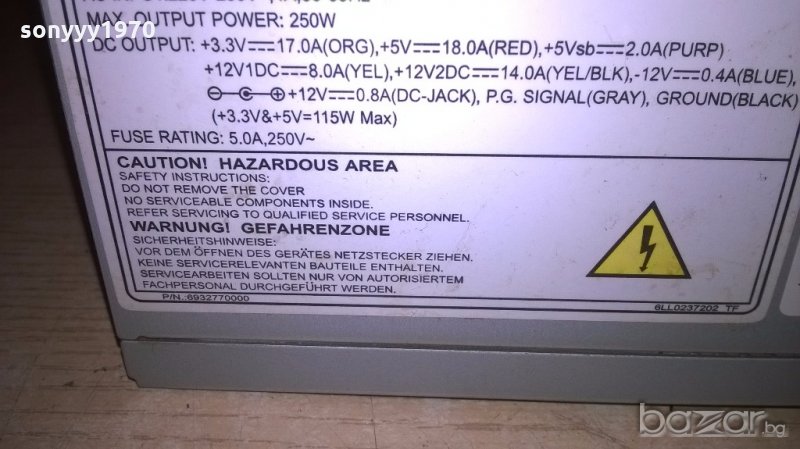 sonyyy1970
MAX. OUTPUT POWER: 250W
DC OUTPUT: +3.3V⎓17.0A(ORG),+5V⎓18.0A(RED),+5Vsb⎓2.0A(PURP)
+12V1DC⎓8.0A(YEL),+12V2DC⎓14.0A(YEL/BLK),-12V⎓0.4A(BLUE),
+12V⎓0.8A(DC-JACK), P.G. SIGNAL(GRAY), GROUND(BLACK)
(+3.3V&+5V=115W Max)
FUSE RATING: 5.0A,250V~
CAUTION! HAZARDOUS AREA
SAFETY INSTRUCTIONS:
DO NOT REMOVE THE COVER
NO SERVICEABLE COMPONENTS INSIDE.
REFER SERVICING TO QUALIFIED SERVICE PERSONNEL.
WARNUNG! GEFAHRENZONE
SICHERHEITSHINWEISE:
VOR DEM ÖFFNEN DES GERÄTES NETZSTECKER ZIEHEN.
KEINE SERVICERELEVANTEN BAUTEILE ENTHALTEN.
SERVICEARBEITEN SOLLTEN NUR VON AUTORISIERTEM
FACHPERSONAL DURCHGEFÜHRT WERDEN.
P/N.:6932770000
6LL0237202 TF
bazar.bg